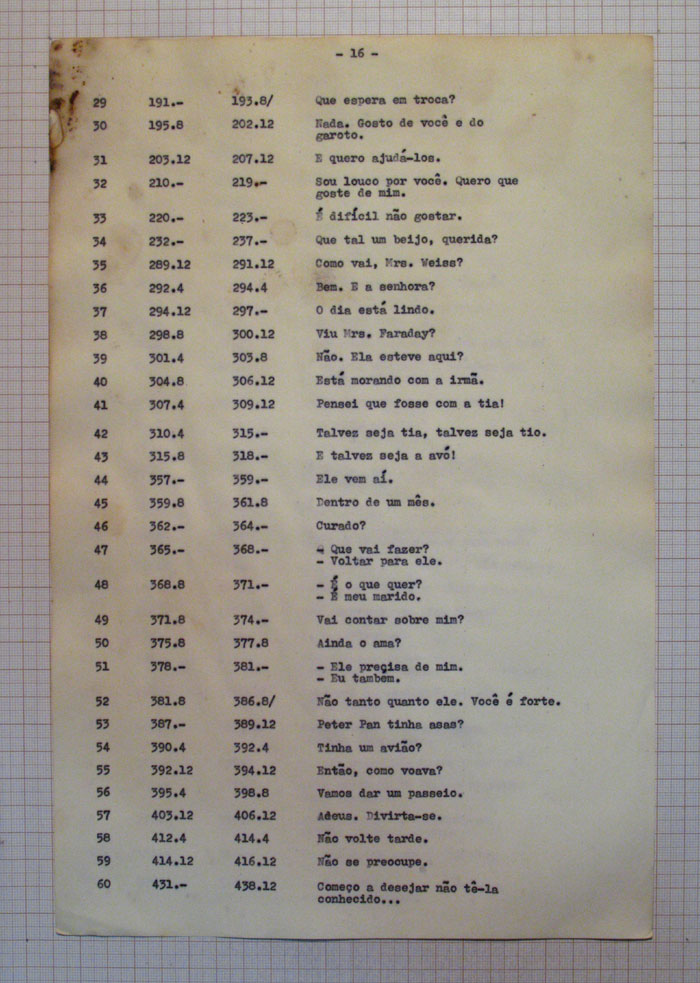 - 16 -
29 191.- 193.8/ Que espera em troca?
30 195.8 202.12 Nada. Gosto de você e do
garoto.
31 203.12 207.12 E quero ajudá-los.
32 210.- 219.- Sou louco por você. Quero que
goste de mim.
33 220.- 223.- É difícil não gostar.
34 232.- 237.- Que tal um beijo, querida?
35 289.12 291.12 Como vai, Mrs. Weiss?
36 292.4 294.4 Bem. E a senhora?
37 294.12 297.- O dia está lindo.
38 298.8 300.12 Viu Mrs. Faraday?
39 301.4 303.8 Não. Ela esteve aqui?
40 304.8 306.12 Está morando com a irmã.
41 307.4 309.12 Pensei que fosse com a tia!
42 310.4 315.- Talvez seja tia, talvez seja tio.
43 315.8 318.- E talvez seja a avó!
44 357.- 359.- Ele vem aí.
45 359.8 361.8 Dentro de um mês.
46 362.- 364.- Curado?
47 365.- 368.- - Que vai fazer?
- Voltar para ele.
48 368.8 371.- - É o que quer?
- É meu marido.
49 371.8 374.- Vai contar sobre mim?
50 375.8 377.8 Ainda o ama?
51 378.- 381.- - Ele precisa de mim.
- Eu também.
52 381.8 386.8/ Não tanto quanto ele. Você é forte.
53 387.- 389.12 Peter Pan tinha asas?
54 390.4 392.4 Tinha um avião?
55 392.12 394.12 Então, como voava?
56 395.4 398.8 Vamos dar um passeio.
57 403.12 406.12 Adeus. Divirta-se.
58 412.4 414.4 Não volte tarde.
59 414.12 416.12 Não se preocupe.
60 431.- 438.12 Começo a desejar não tê-la
conhecido...